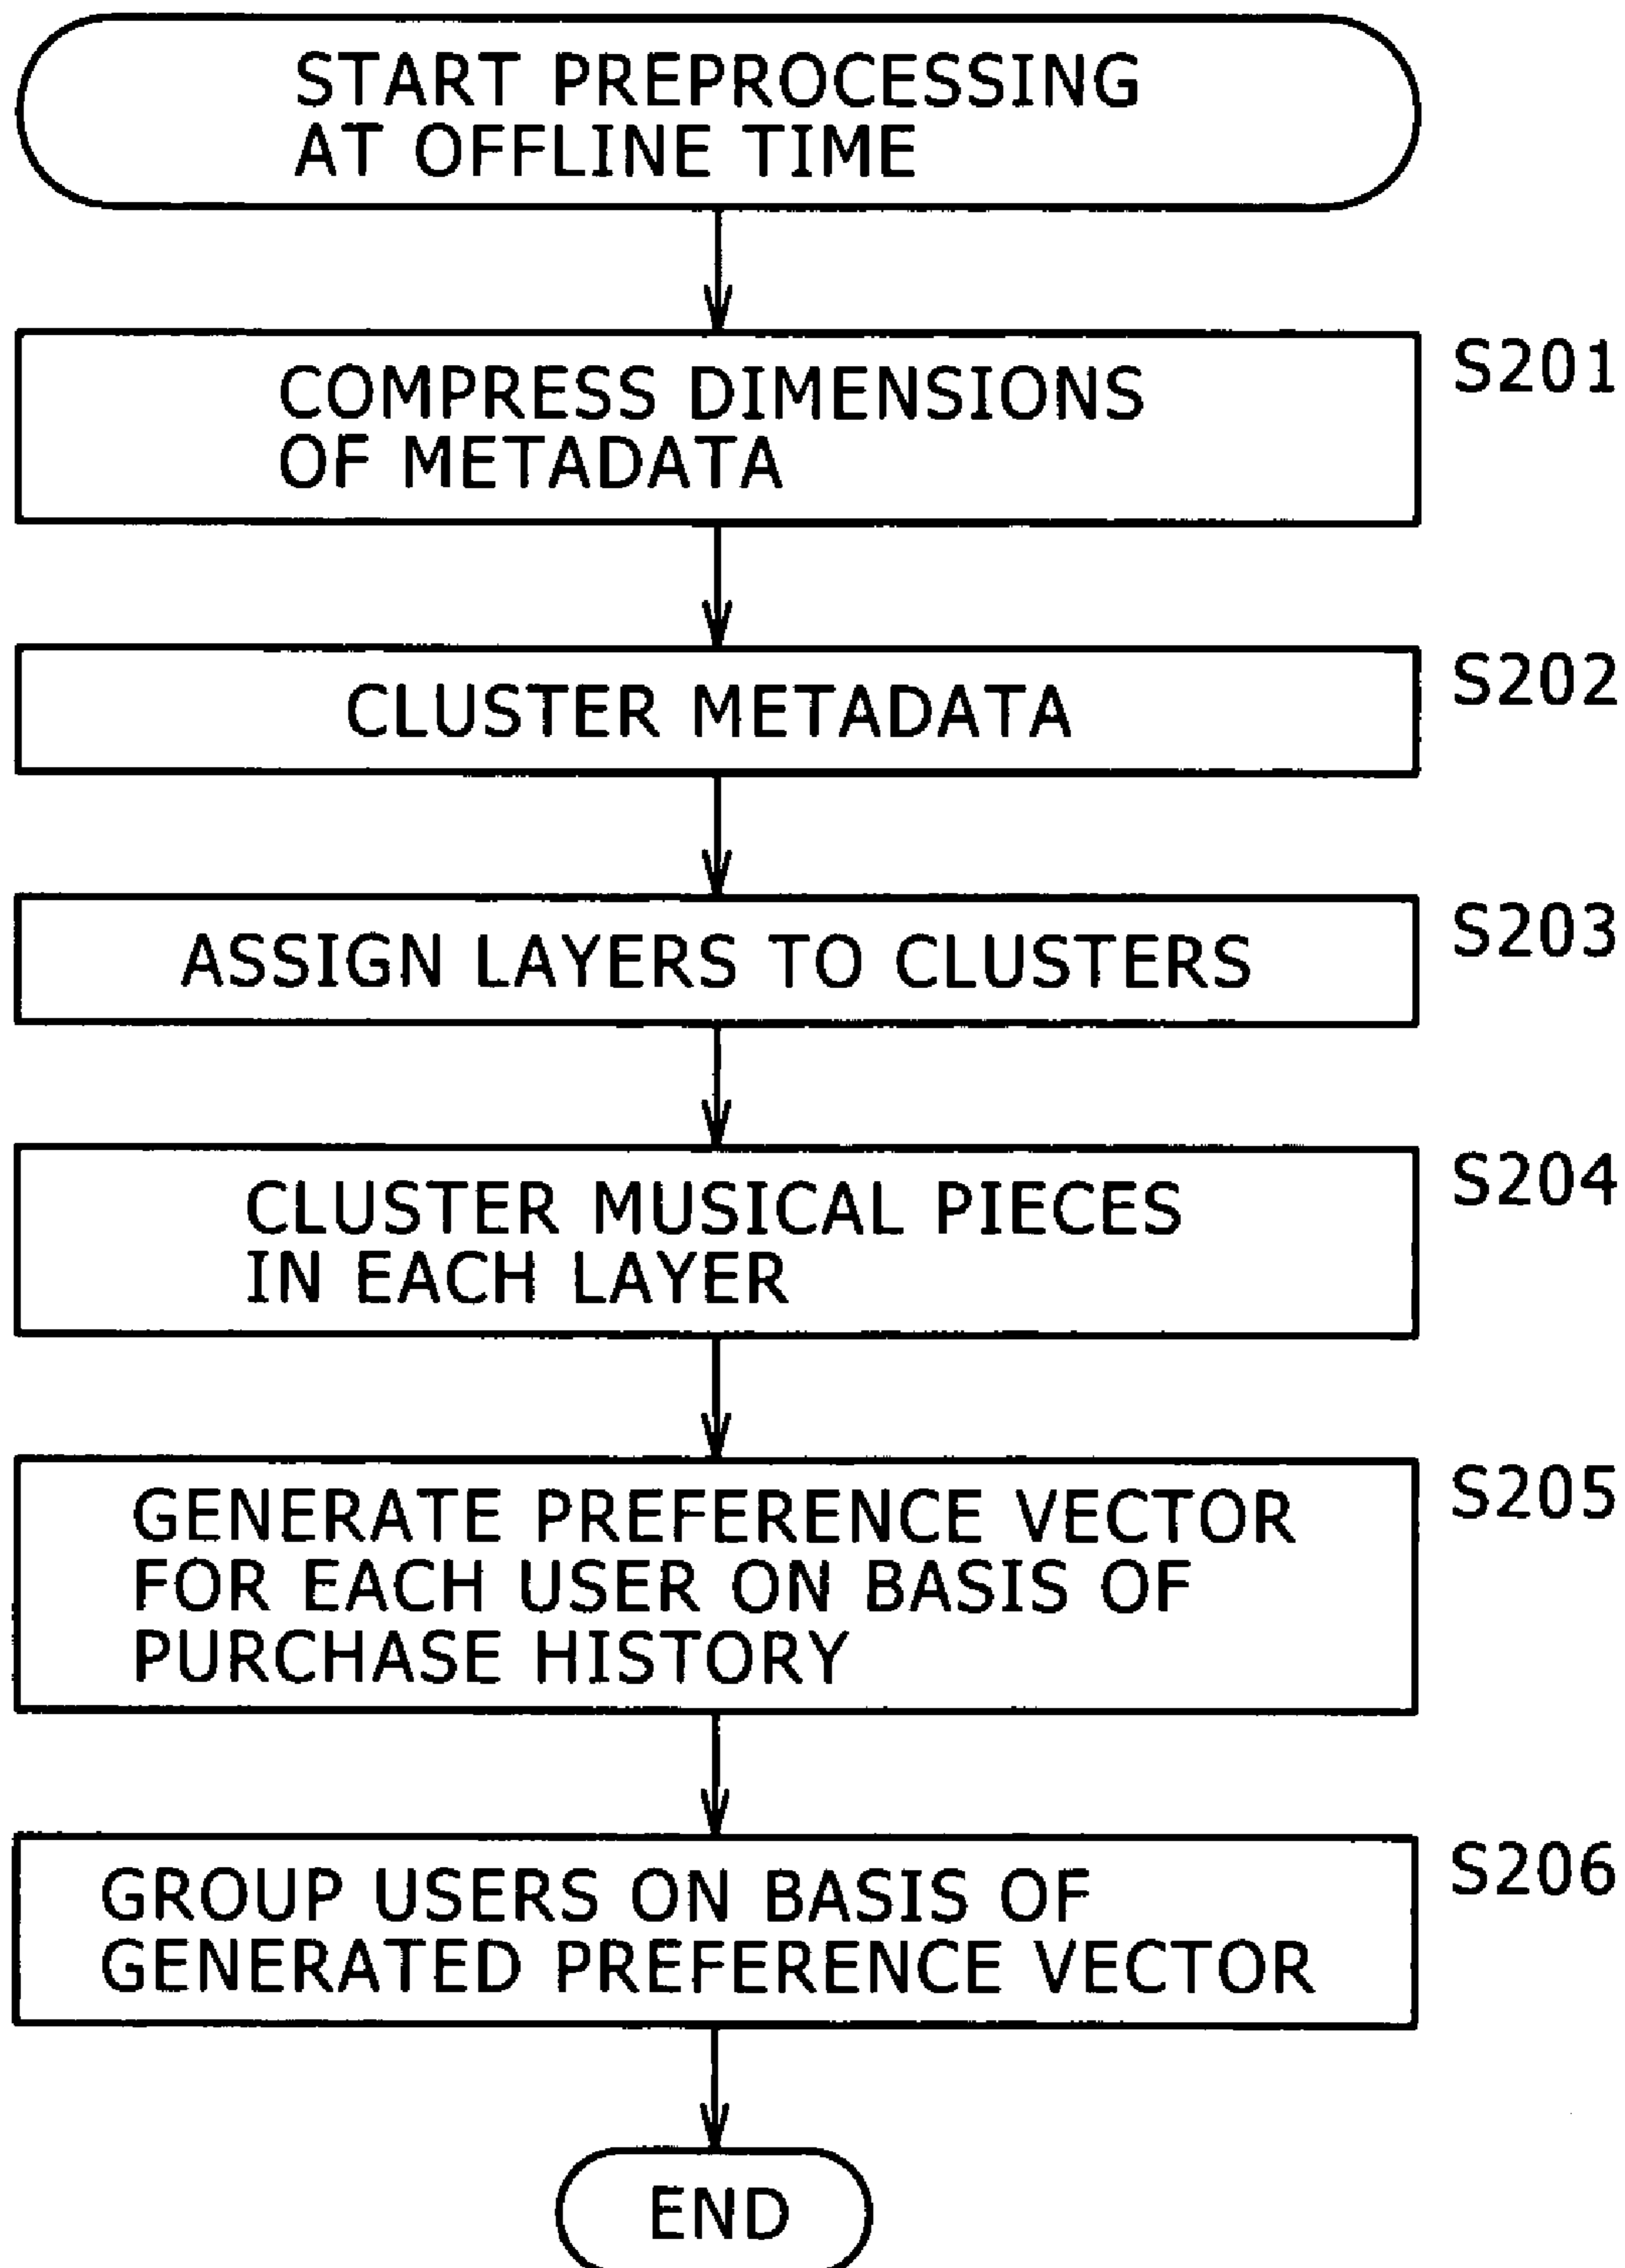 START PREPROCESSING
AT OFFLINE TIME
COMPRESS DIMENSIONS
OF METADATA
S201
CLUSTER METADATA
S202
ASSIGN LAYERS TO CLUSTERS
S203
CLUSTER MUSICAL PIECES
IN EACH LAYER
S204
GENERATE PREFERENCE VECTOR
FOR EACH USER ON BASIS OF
PURCHASE HISTORY
S205
GROUP USERS ON BASIS OF
GENERATED PREFERENCE VECTOR
S206
END